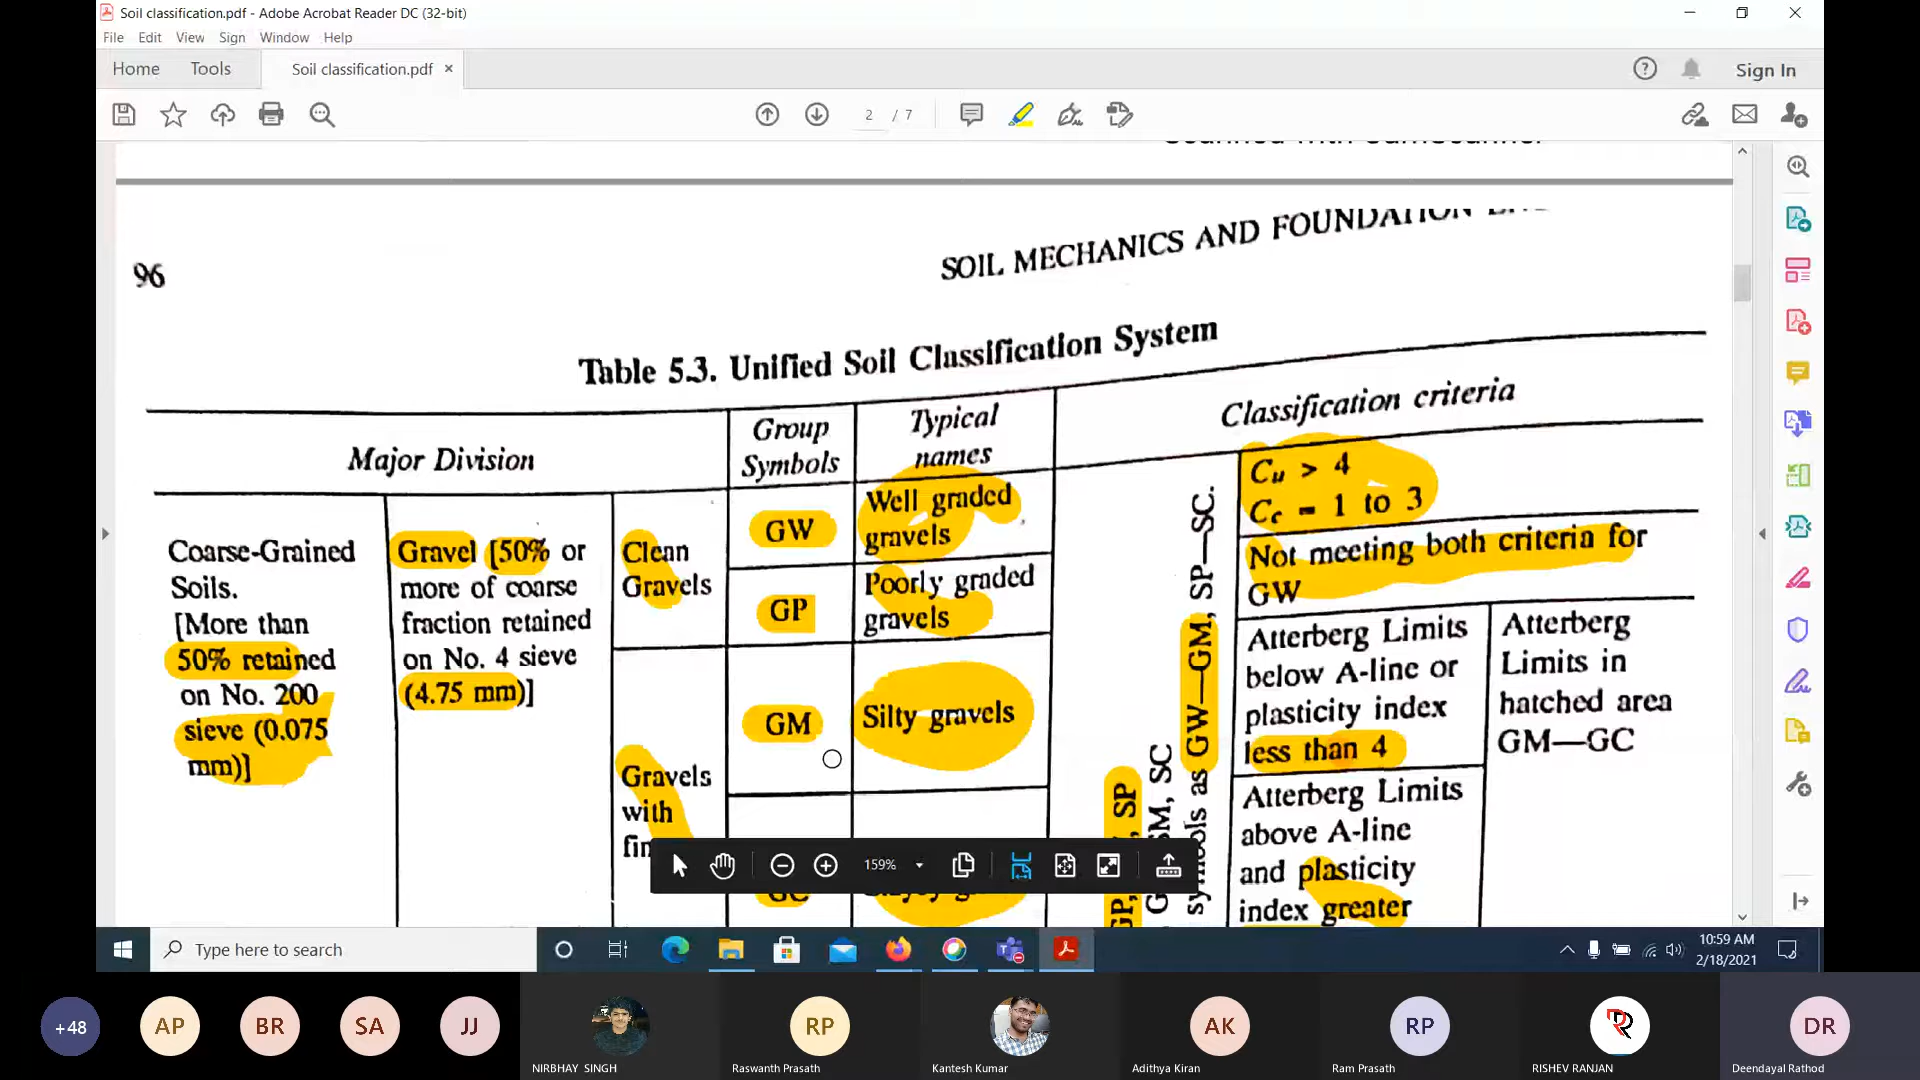 Soil classification.pdf - Adobe Acrobat Reader DC (32-bit)
File Edit View Sign Window Help
Home Tools Soil classification.pdf × Sign In
2 / 7
96
SOIL MECHANICS AND FOUNDATION
Table 5.3. Unified Soil Classification System
Major Division
Group
Symbols
Typical
names
Classification criteria
Coarse-Grained
Soils.
[More than
50% retained
on No. 200
sieve (0.075
mm)]
Gravel [50% or
more of coarse
fraction retained
on No. 4 sieve
(4.75 mm)]
Clean
Gravels
GW
Well graded
gravels
GP
Poorly graded
gravels
Gravels
with
GM
Silty gravels
GC
GP, SP
GM, SC
symbols as GW—GM, SP—SC.
Cu > 4
Cc = 1 to 3
Not meeting both criteria for
GW
Atterberg Limits
below A-line or
plasticity index
less than 4
Atterberg
Limits in
hatched area
GM—GC
Atterberg Limits
above A-line
and plasticity
index greater
159%
Type here to search
10:59 AM
2/18/2021
+48
AP
BR
SA
JJ
NIRBHAY SINGH
RP
Raswanth Prasath
Kantesh Kumar
AK
Adithya Kiran
RP
Ram Prasath
RISHEV RANJAN
DR
Deendayal Rathod